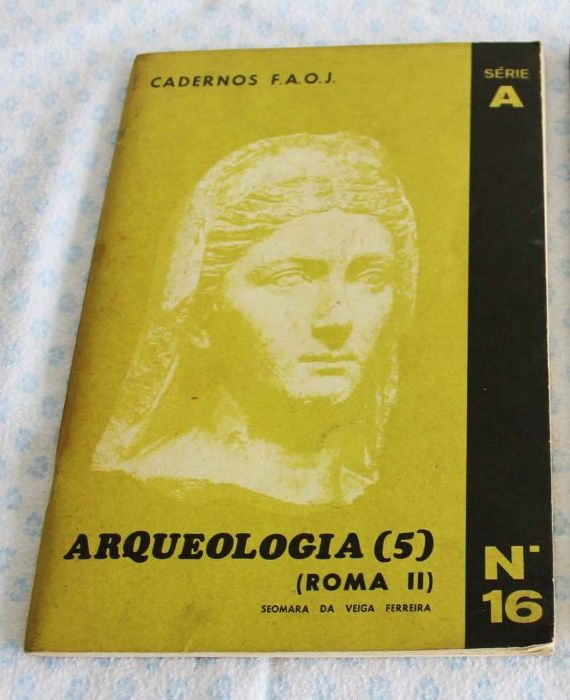 CADERNOS F.A.O.J.
SÉRIE
A
ARQUEOLOGIA (5)
(ROMA II)
SEOMARA DA VEIGA FERREIRA
N·
16